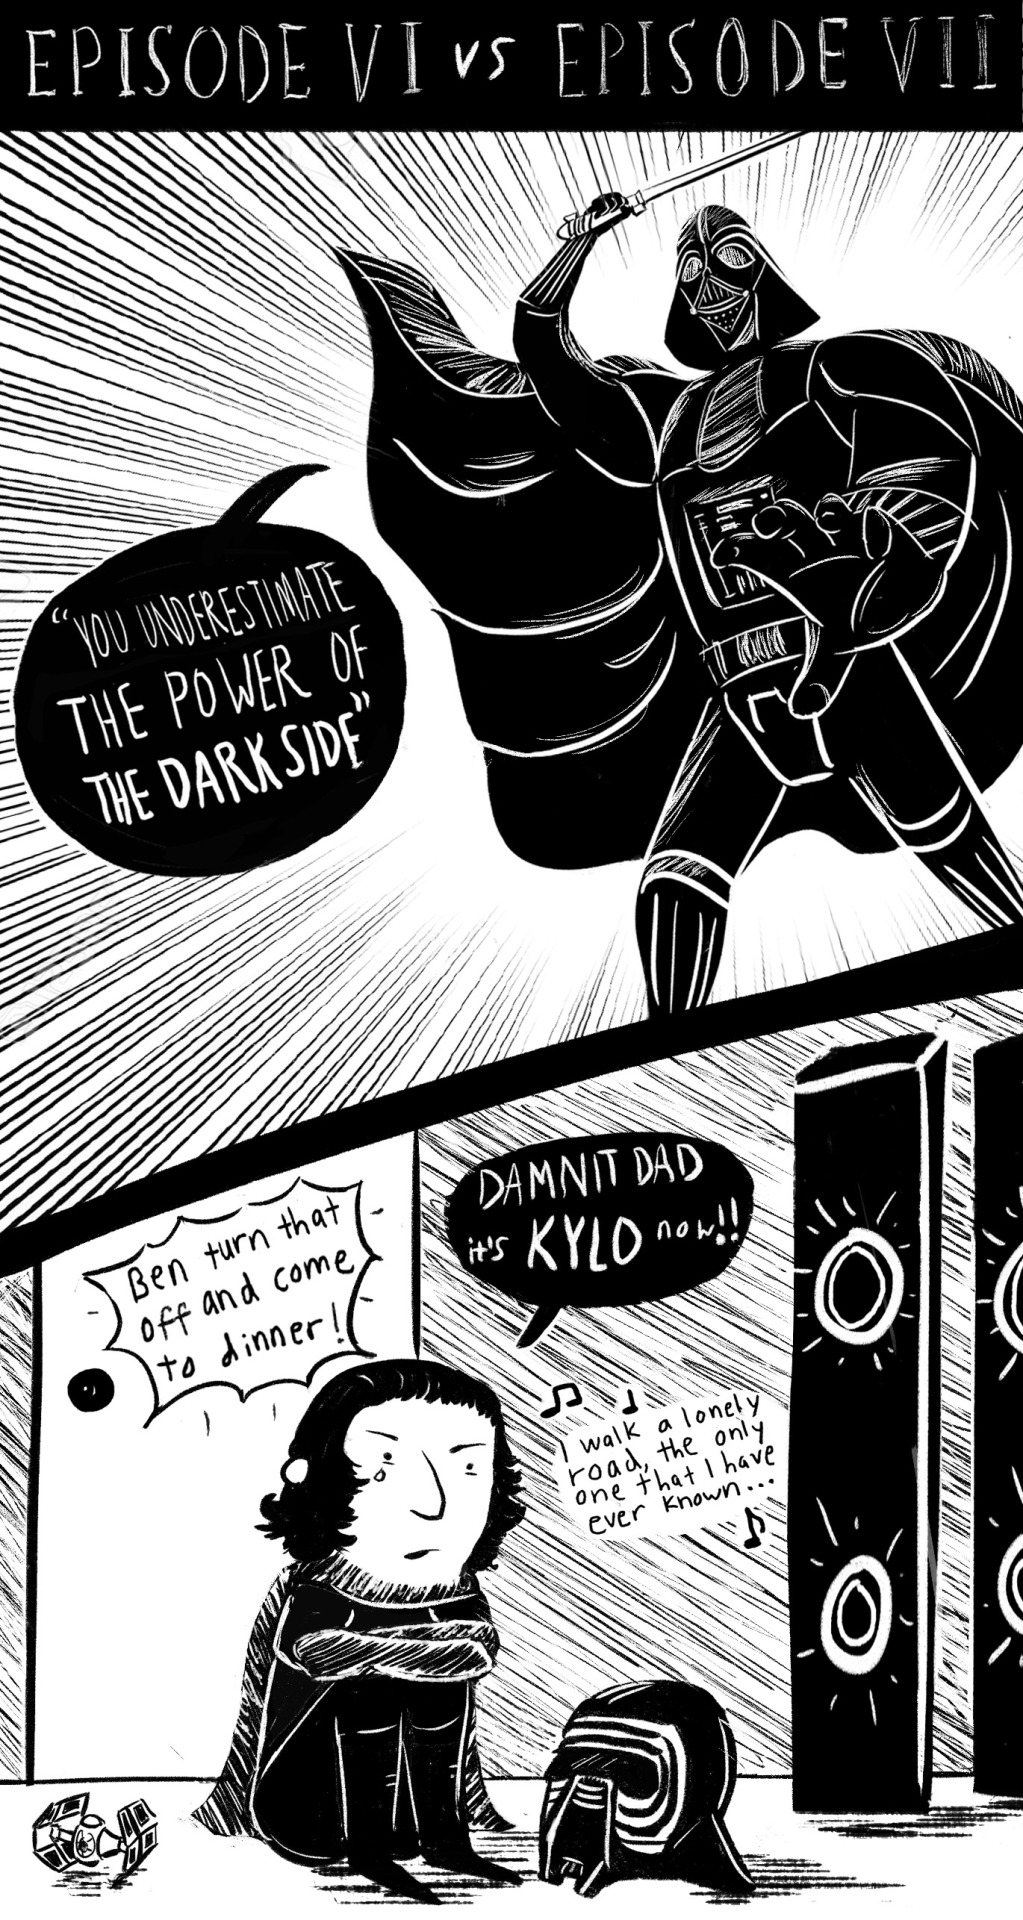 EPISODE VI vs EPISODE VII
"YOU UNDERESTIMATE
THE POWER OF
THE DARK SIDE"
DAMNIT DAD
it's KYLO now!!
Ben turn that
off and come
to dinner!
I walk a lonely
road, the only
one that I have
ever known...